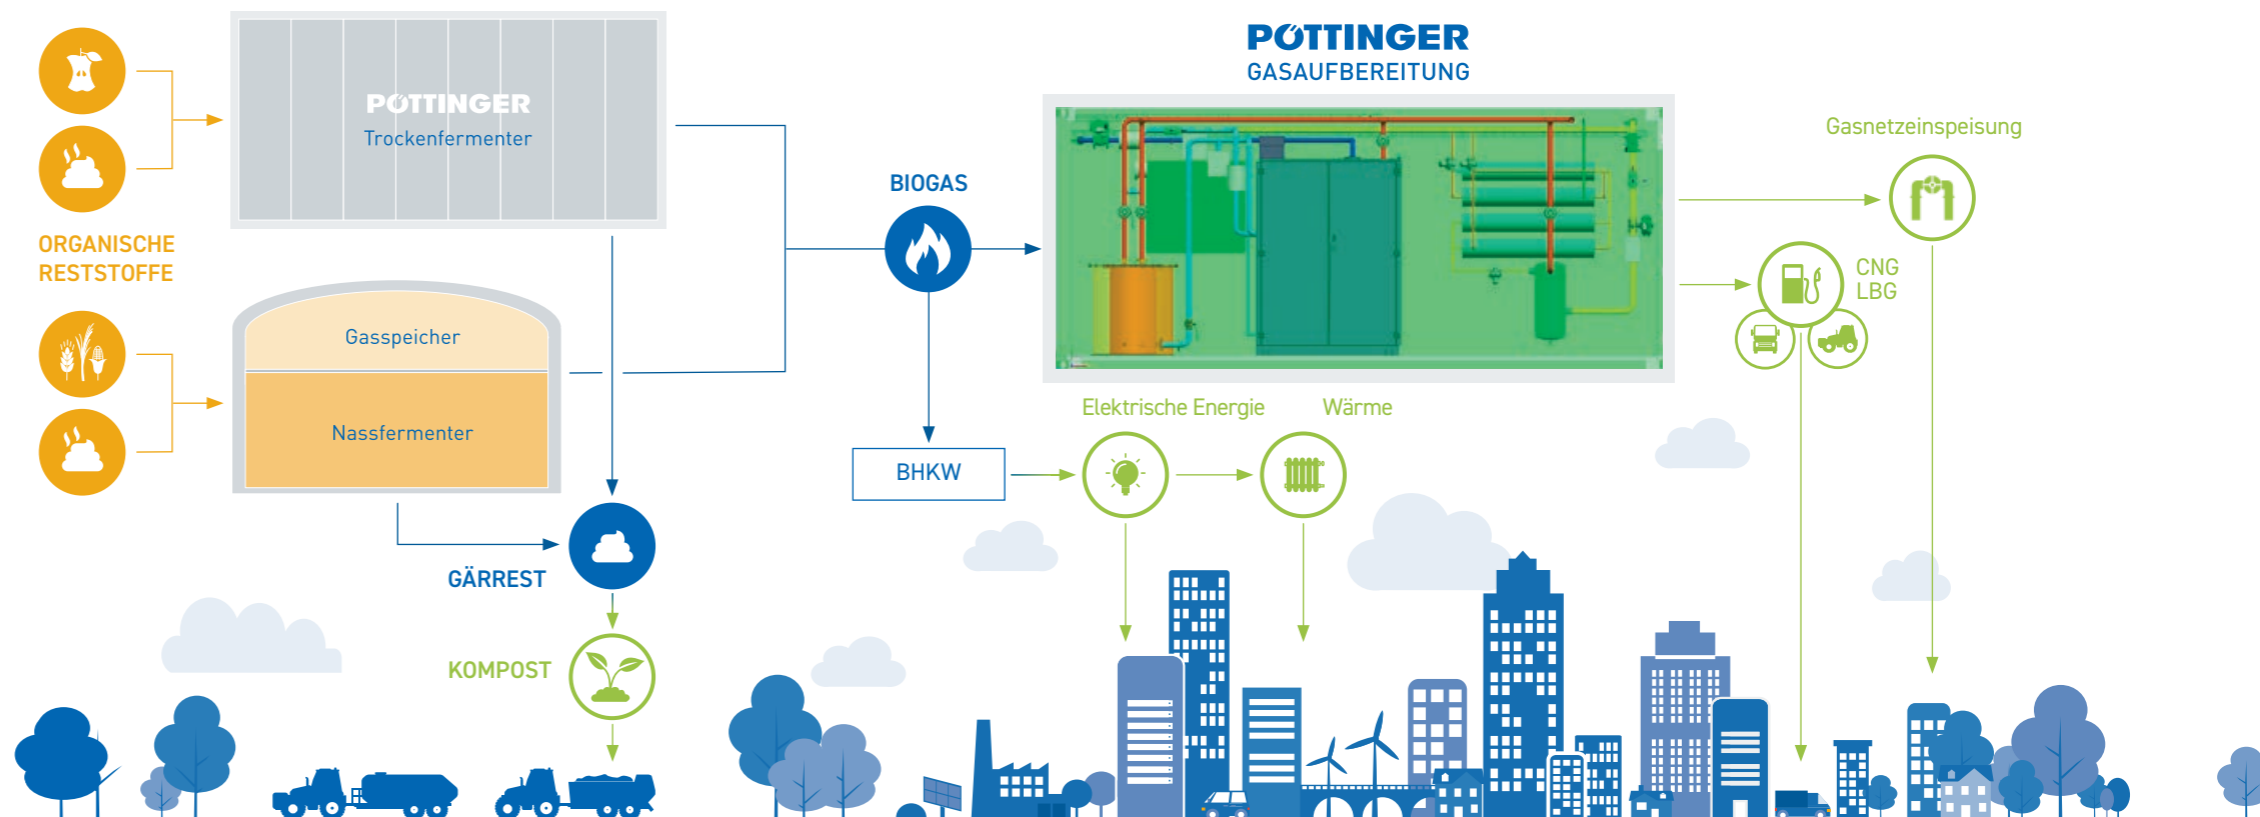 PÖTTINGER
Trockenfermenter
ORGANISCHE
RESTSTOFFE
Gasspeicher
Nassfermenter
GÄRREST
KOMPOST
BIOGAS
BHKW
PÖTTINGER
GASAUFBEREITUNG
Elektrische Energie
Wärme
Gasnetzeinspeisung
CNG
LBG